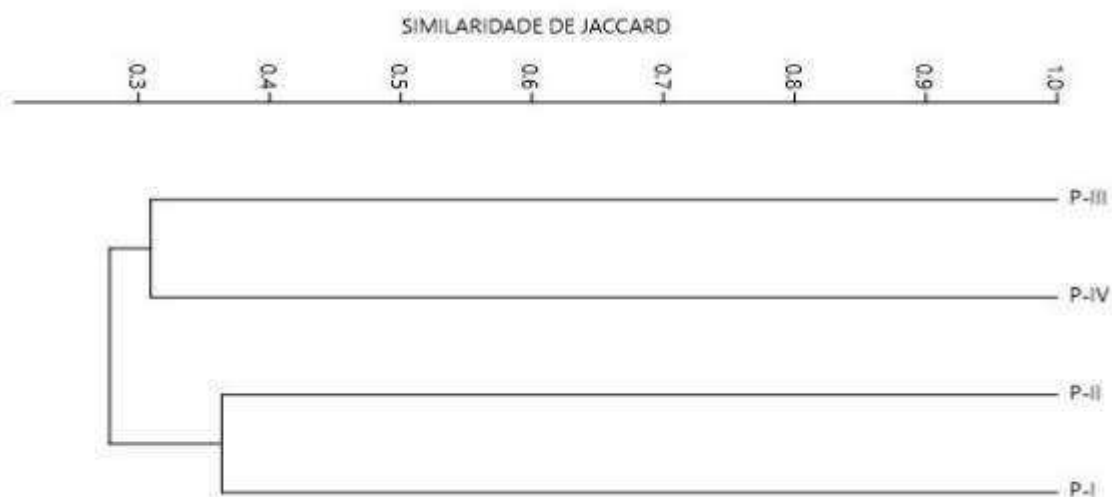 SIMILARIDADE DE JACCARD
0.3 0.4 0.5 0.6 0.7 0.8 0.9 1.0
P-III
P-IV
P-II
P-I